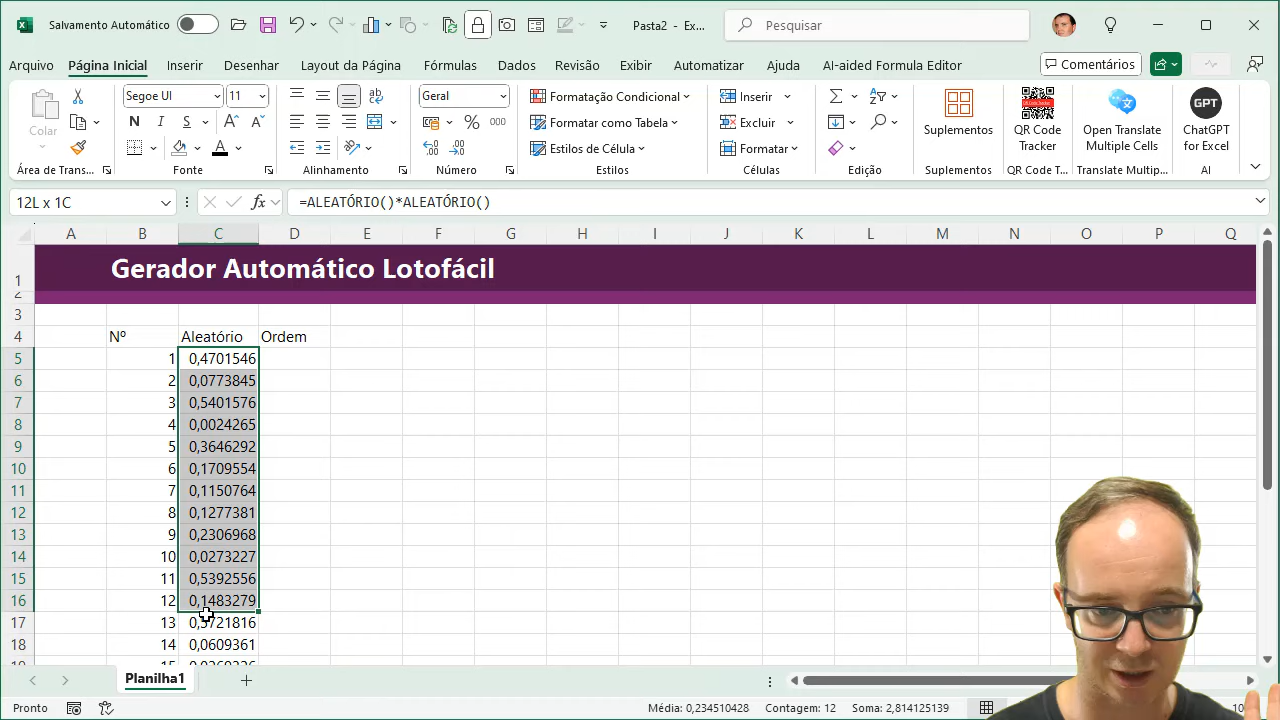 Salvamento Automático
Pasta2 - Ex...
Pesquisar
Arquivo
Página Inicial
Inserir
Desenhar
Layout da Página
Fórmulas
Dados
Revisão
Exibir
Automatizar
Ajuda
AI-aided Formula Editor
Comentários
Colar
Área de Trans...
Segoe UI
11
N I S
Fonte
Alinhamento
Geral
% 000
Número
Formatação Condicional
Formatar como Tabela
Estilos de Célula
Estilos
Inserir
Excluir
Formatar
Células
Edição
Suplementos
Suplementos
QR Code Tracker
QR Code T...
Open Translate Multiple Cells
Translate Multip...
GPT
ChatGPT for Excel
AI
12L x 1C
fx
=ALEATÓRIO()*ALEATÓRIO()
A B C D E F G H I J K L M N O P Q
1 Gerador Automático Lotofácil
2
3
4 Nº Aleatório Ordem
5 1 0,4701546
6 2 0,0773845
7 3 0,5401576
8 4 0,0024265
9 5 0,3646292
10 6 0,1709554
11 7 0,1150764
12 8 0,1277381
13 9 0,2306968
14 10 0,0273227
15 11 0,5392556
16 12 0,1483279
17 13
18 14 0,0609361
Planilha1
Pronto
Média: 0,234510428
Contagem: 12
Soma: 2,814125139